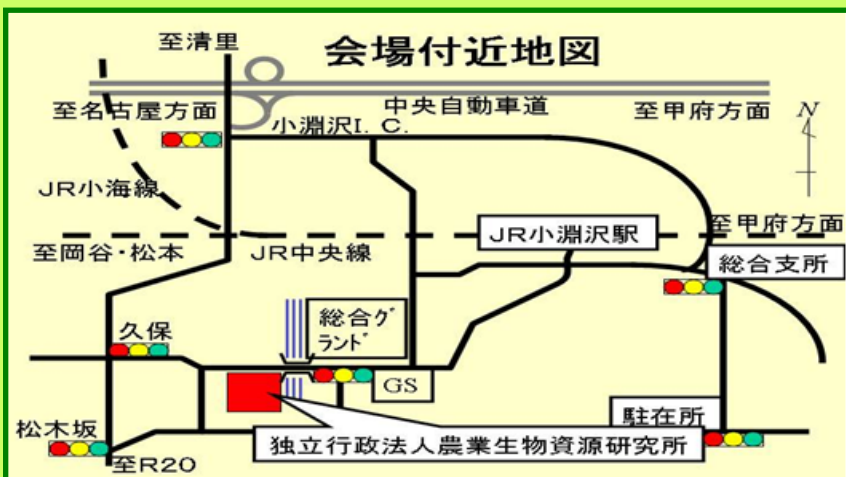 至清里
会場付近地図
至名古屋方面
中央自動車道
至甲府方面
N
小淵沢I. C.
JR小海線
至甲府方面
JR小淵沢駅
至岡谷・松本
JR中央線
総合支所
総合グ
ランド
久保
GS
松木坂
駐在所
独立行政法人農業生物資源研究所
至R20